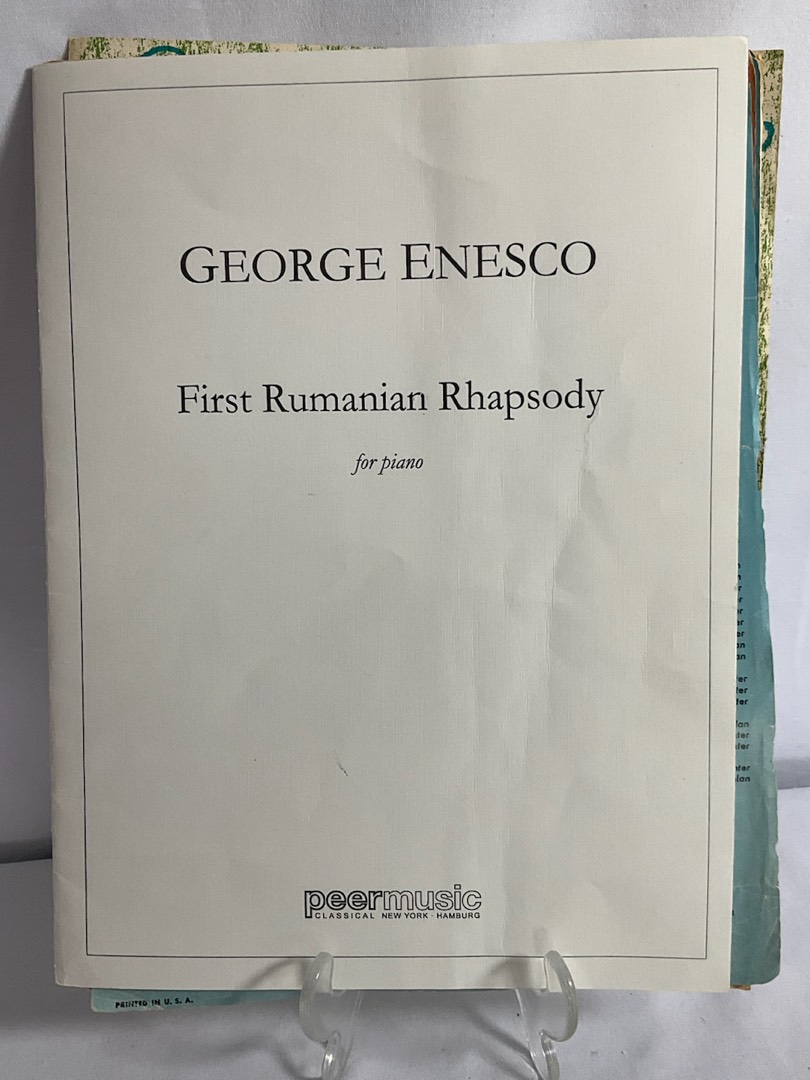 GEORGE ENESCO
First Rumanian Rhapsody
for piano
peermusic
CLASSICAL NEW YORK · HAMBURG
PRINTED IN U. S. A.